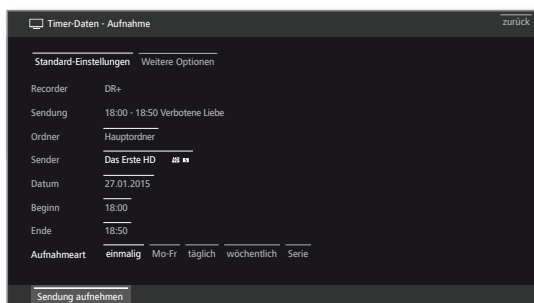 Timer-Daten - Aufnahme zurück
Standard-Einstellungen Weitere Optionen
Recorder DR+
Sendung 18:00 - 18:50 Verbotene Liebe
Ordner Hauptordner
Sender Das Erste HD
Datum 27.01.2015
Beginn 18:00
Ende 18:50
Aufnahmeart einmalig Mo-Fr täglich wöchentlich Serie
Sendung aufnehmen